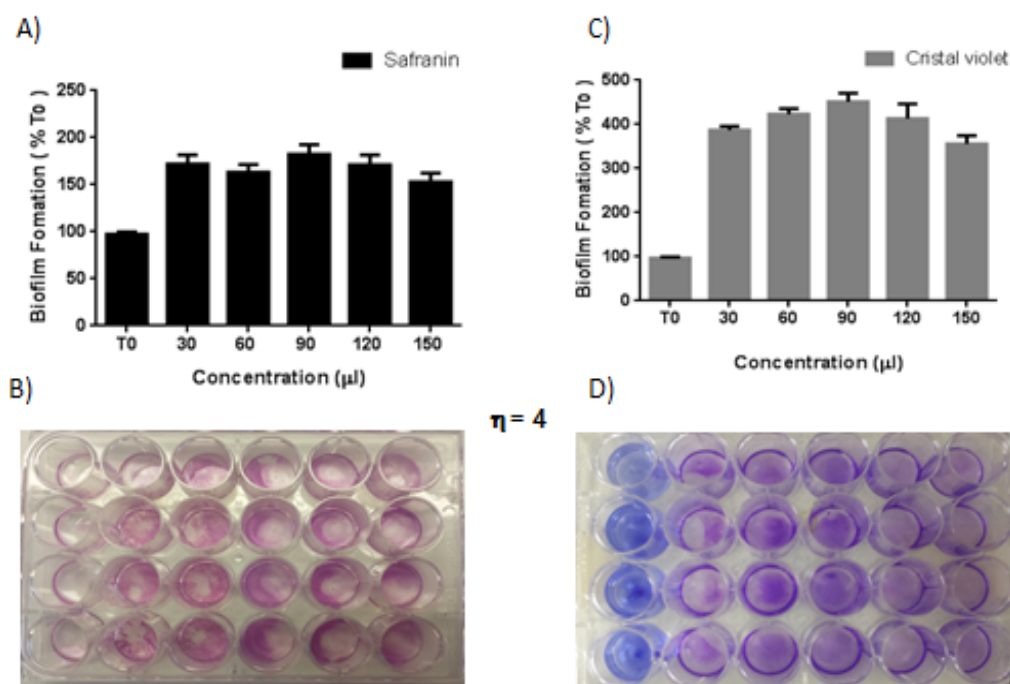 A)
Safranin
Biofilm Fomation ( % To )
250
200
150
100
50
0
T0 30 60 90 120 150
Concentration (µl)
C)
Cristal violet
Biofilm Fomation ( % To )
500
400
300
200
100
0
T0 30 60 90 120 150
Concentration (µl)
B)
η = 4
D)